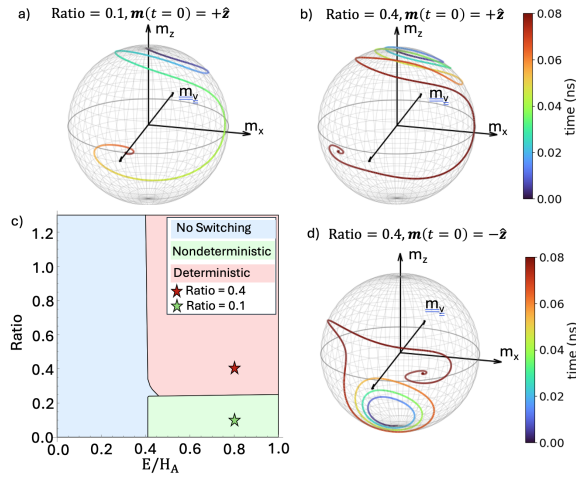 a) Ratio = 0.1, m(t = 0) = +ẑ
m_z
m_y
m_x
b) Ratio = 0.4, m(t = 0) = +ẑ
m_z
m_y
m_x
0.08
0.06
0.04
0.02
0.00
time (ns)
c)
No Switching
Nondeterministic
Deterministic
Ratio = 0.4
Ratio = 0.1
1.2
1.0
0.8
0.6
0.4
0.2
0.0
Ratio
0.0 0.2 0.4 0.6 0.8 1.0
E/H_A
d) Ratio = 0.4, m(t = 0) = −ẑ
m_z
m_y
m_x
0.08
0.06
0.04
0.02
0.00
time (ns)